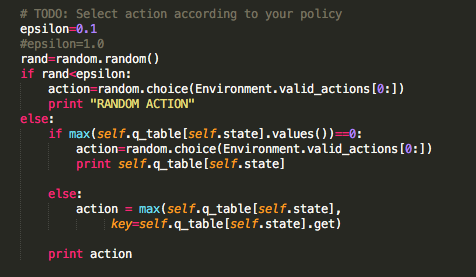 # TODO: Select action according to your policy
epsilon=0.1
#epsilon=1.0
rand=random.random()
if rand<epsilon:
    action=random.choice(Environment.valid_actions[0:])
    print "RANDOM ACTION"
else:
    if max(self.q_table[self.state].values())==0:
        action=random.choice(Environment.valid_actions[0:])
        print self.q_table[self.state]
    else:
        action = max(self.q_table[self.state],
            key=self.q_table[self.state].get)
    print action